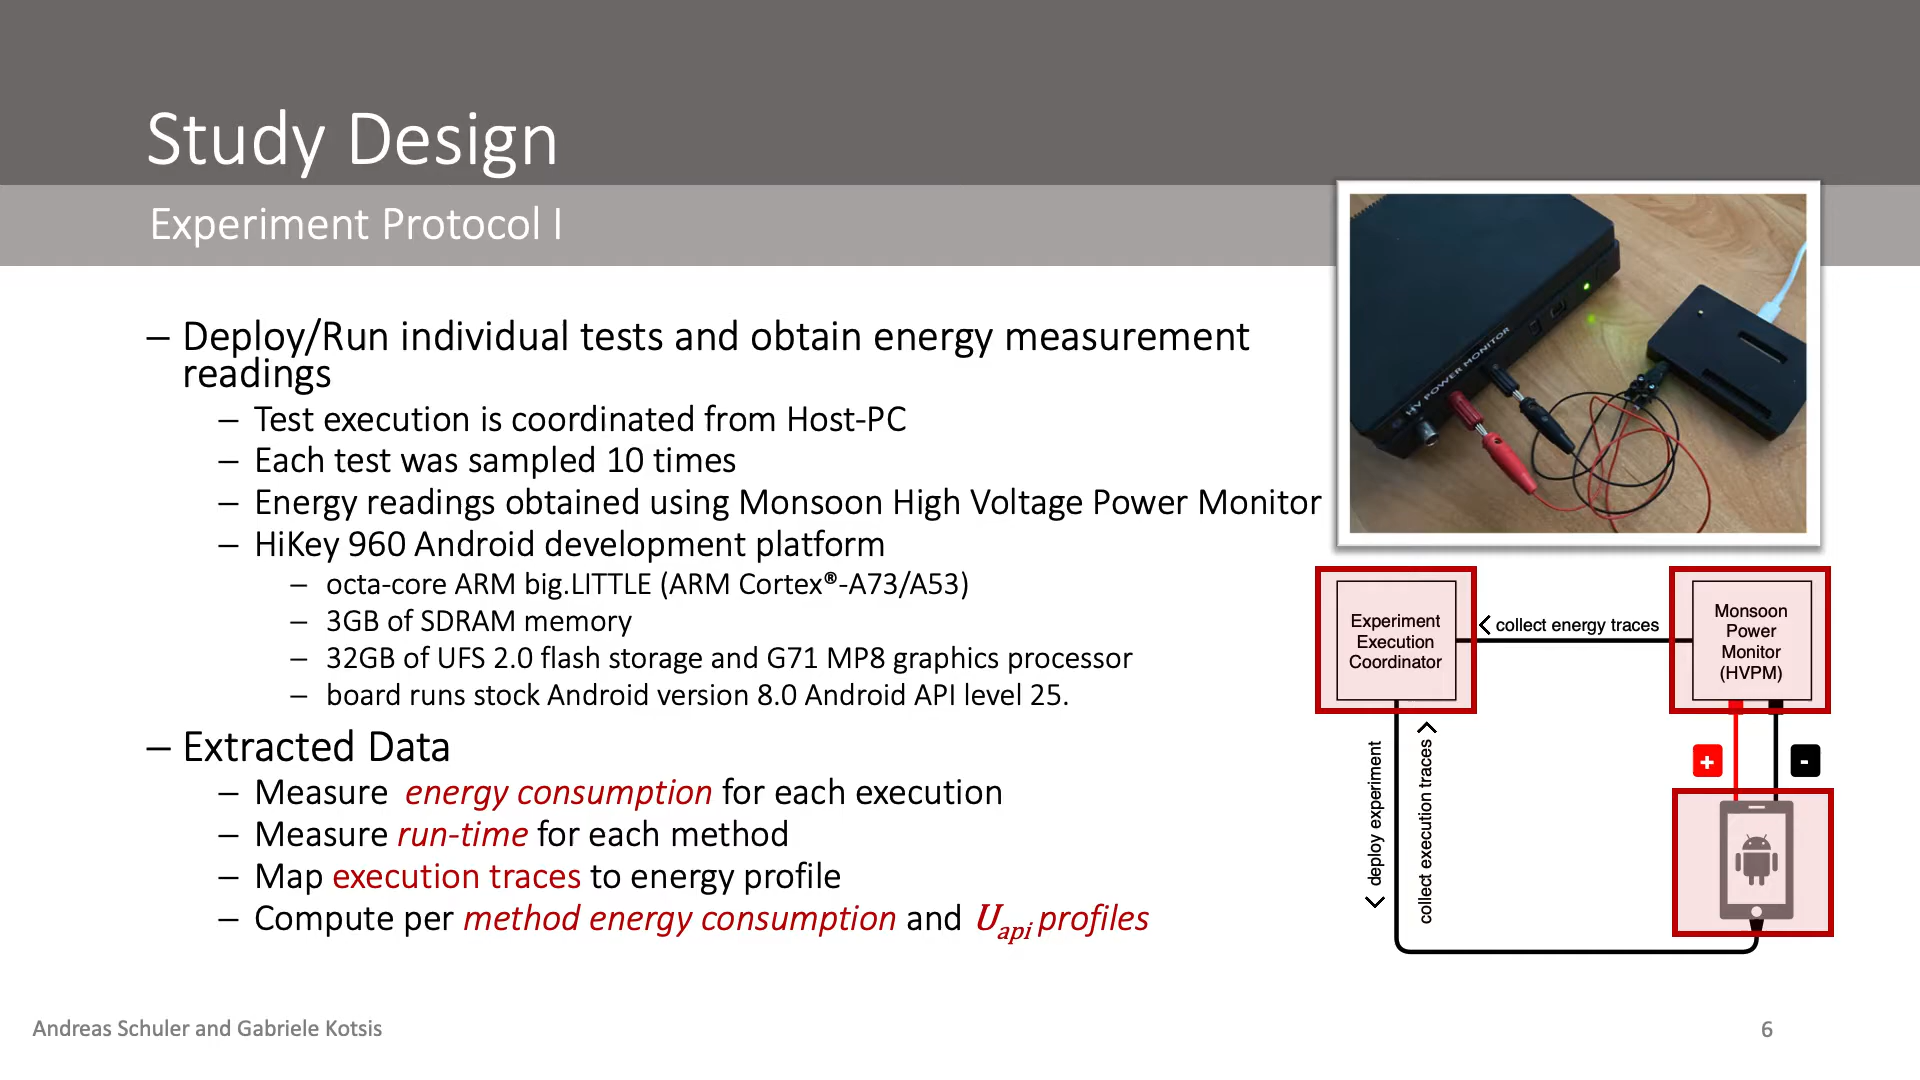 Study Design
Experiment Protocol I
– Deploy/Run individual tests and obtain energy measurement
readings
– Test execution is coordinated from Host-PC
– Each test was sampled 10 times
– Energy readings obtained using Monsoon High Voltage Power Monitor
– HiKey 960 Android development platform
– octa-core ARM big.LITTLE (ARM Cortex®-A73/A53)
– 3GB of SDRAM memory
– 32GB of UFS 2.0 flash storage and G71 MP8 graphics processor
– board runs stock Android version 8.0 Android API level 25.
– Extracted Data
– Measure energy consumption for each execution
– Measure run-time for each method
– Map execution traces to energy profile
– Compute per method energy consumption and U_api profiles
HV POWER MONITOR
Experiment
Execution
Coordinator
collect energy traces
Monsoon
Power
Monitor
(HVPM)
deploy experiment
collect execution traces
+
-
Andreas Schuler and Gabriele Kotsis
6